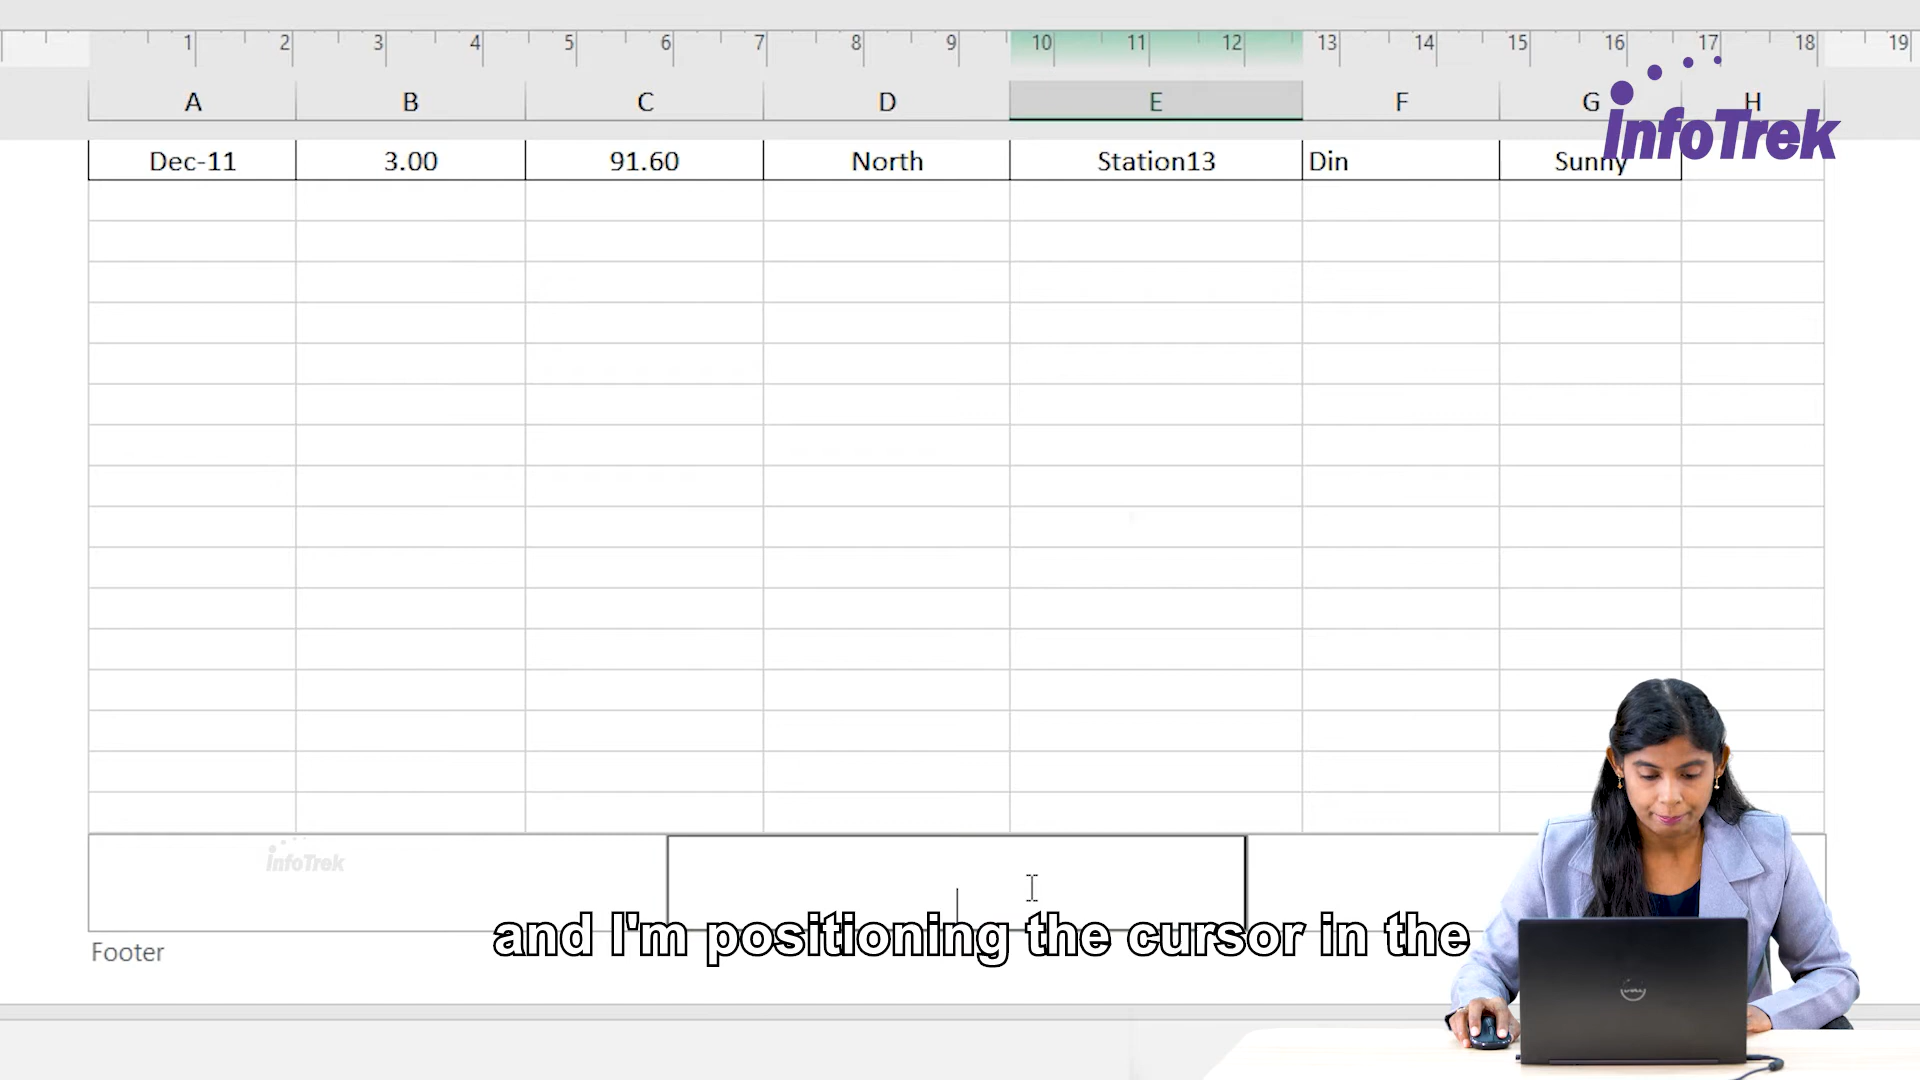 1 2 3 4 5 6 7 8 9 10 11 12 13 14 15 16 17 18 19
A B C D E F G H
infoTrek
Dec-11 3.00 91.60 North Station13 Din Sunny
infoTrek
and I'm positioning the cursor in the
Footer
DELL